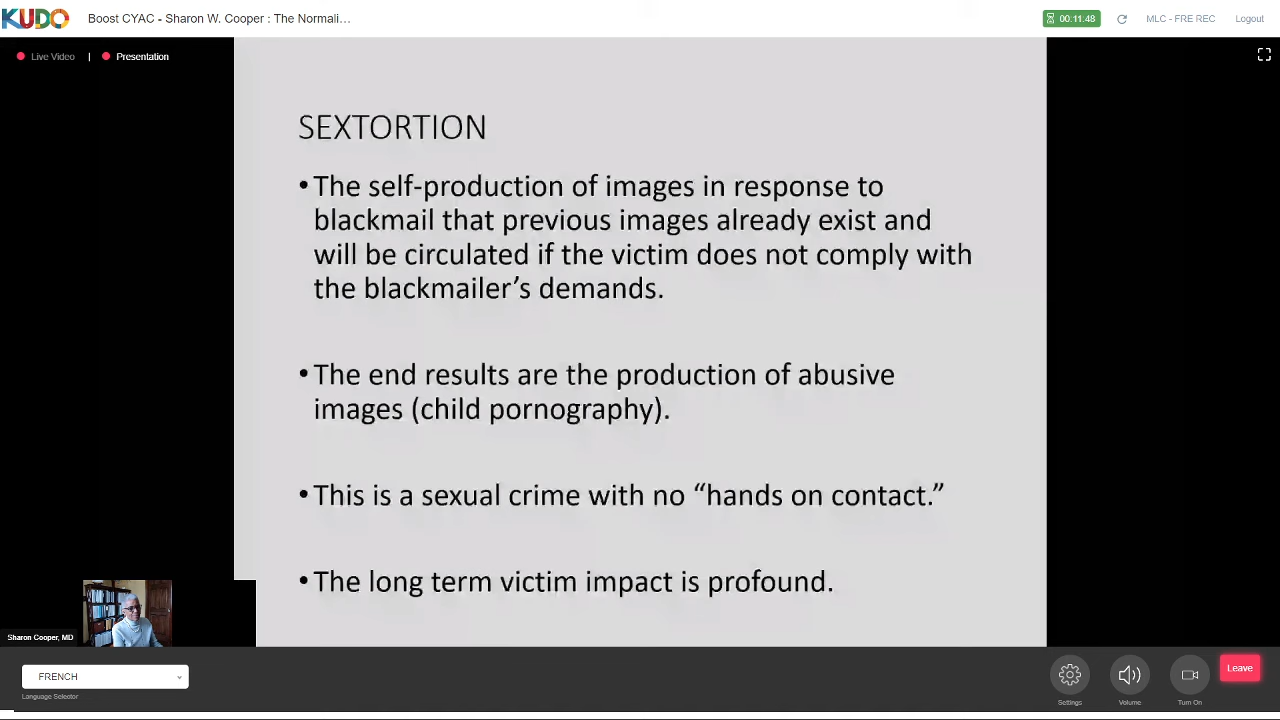 KUDO
Boost CYAC - Sharon W. Cooper : The Normali...
00:11:48
MLC - FRE REC
Logout
Live Video | Presentation
SEXTORTION
• The self-production of images in response to
blackmail that previous images already exist and
will be circulated if the victim does not comply with
the blackmailer’s demands.
• The end results are the production of abusive
images (child pornography).
• This is a sexual crime with no “hands on contact.”
• The long term victim impact is profound.
Sharon Cooper, MD
FRENCH
Language Selector
Settings
Volume
Turn On
Leave